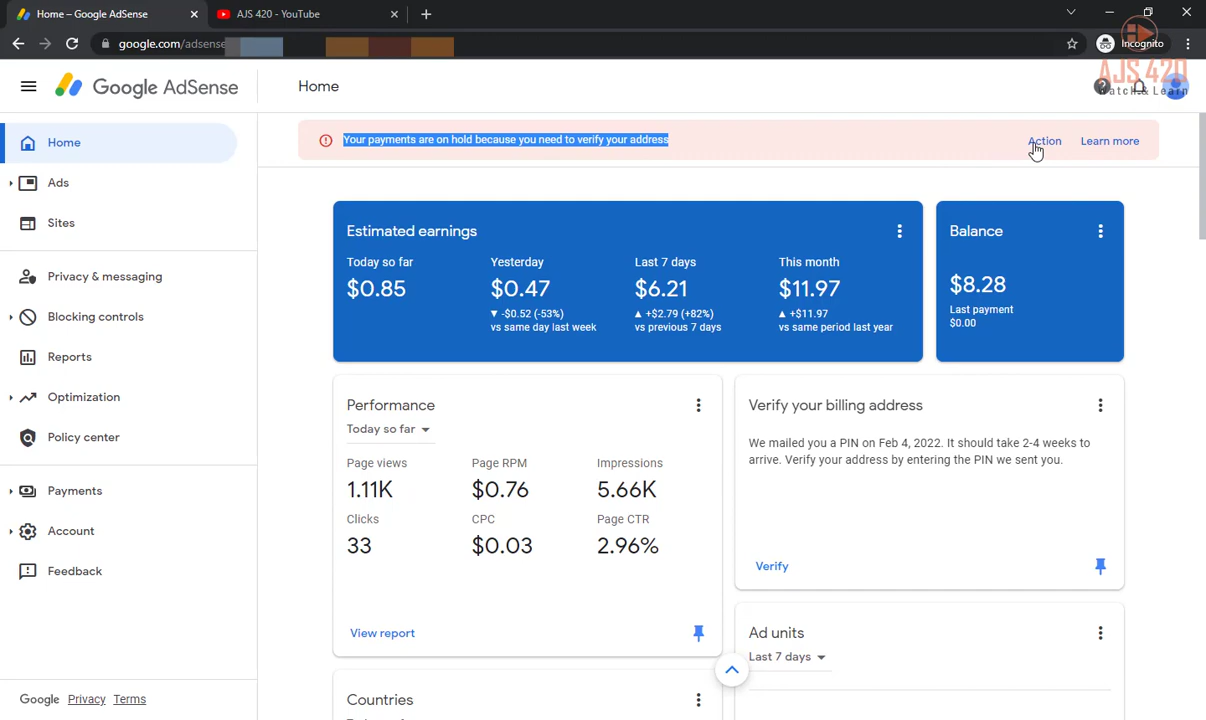 Home – Google AdSense
AJS 420 - YouTube
google.com/adsense
Incognito
AJS 420
Watch & Learn
Google AdSense
Home
Your payments are on hold because you need to verify your address
Action
Learn more
Home
Ads
Sites
Privacy & messaging
Blocking controls
Reports
Optimization
Policy center
Payments
Account
Feedback
Google Privacy Terms
Estimated earnings
Today so far
$0.85
Yesterday
$0.47
▼ -$0.52 (-53%)
vs same day last week
Last 7 days
$6.21
▲ +$2.79 (+82%)
vs previous 7 days
This month
$11.97
▲ +$11.97
vs same period last year
Balance
$8.28
Last payment
$0.00
Performance
Today so far
Page views
1.11K
Page RPM
$0.76
Impressions
5.66K
Clicks
33
CPC
$0.03
Page CTR
2.96%
View report
Verify your billing address
We mailed you a PIN on Feb 4, 2022. It should take 2-4 weeks to
arrive. Verify your address by entering the PIN we sent you.
Verify
Ad units
Last 7 days
Countries